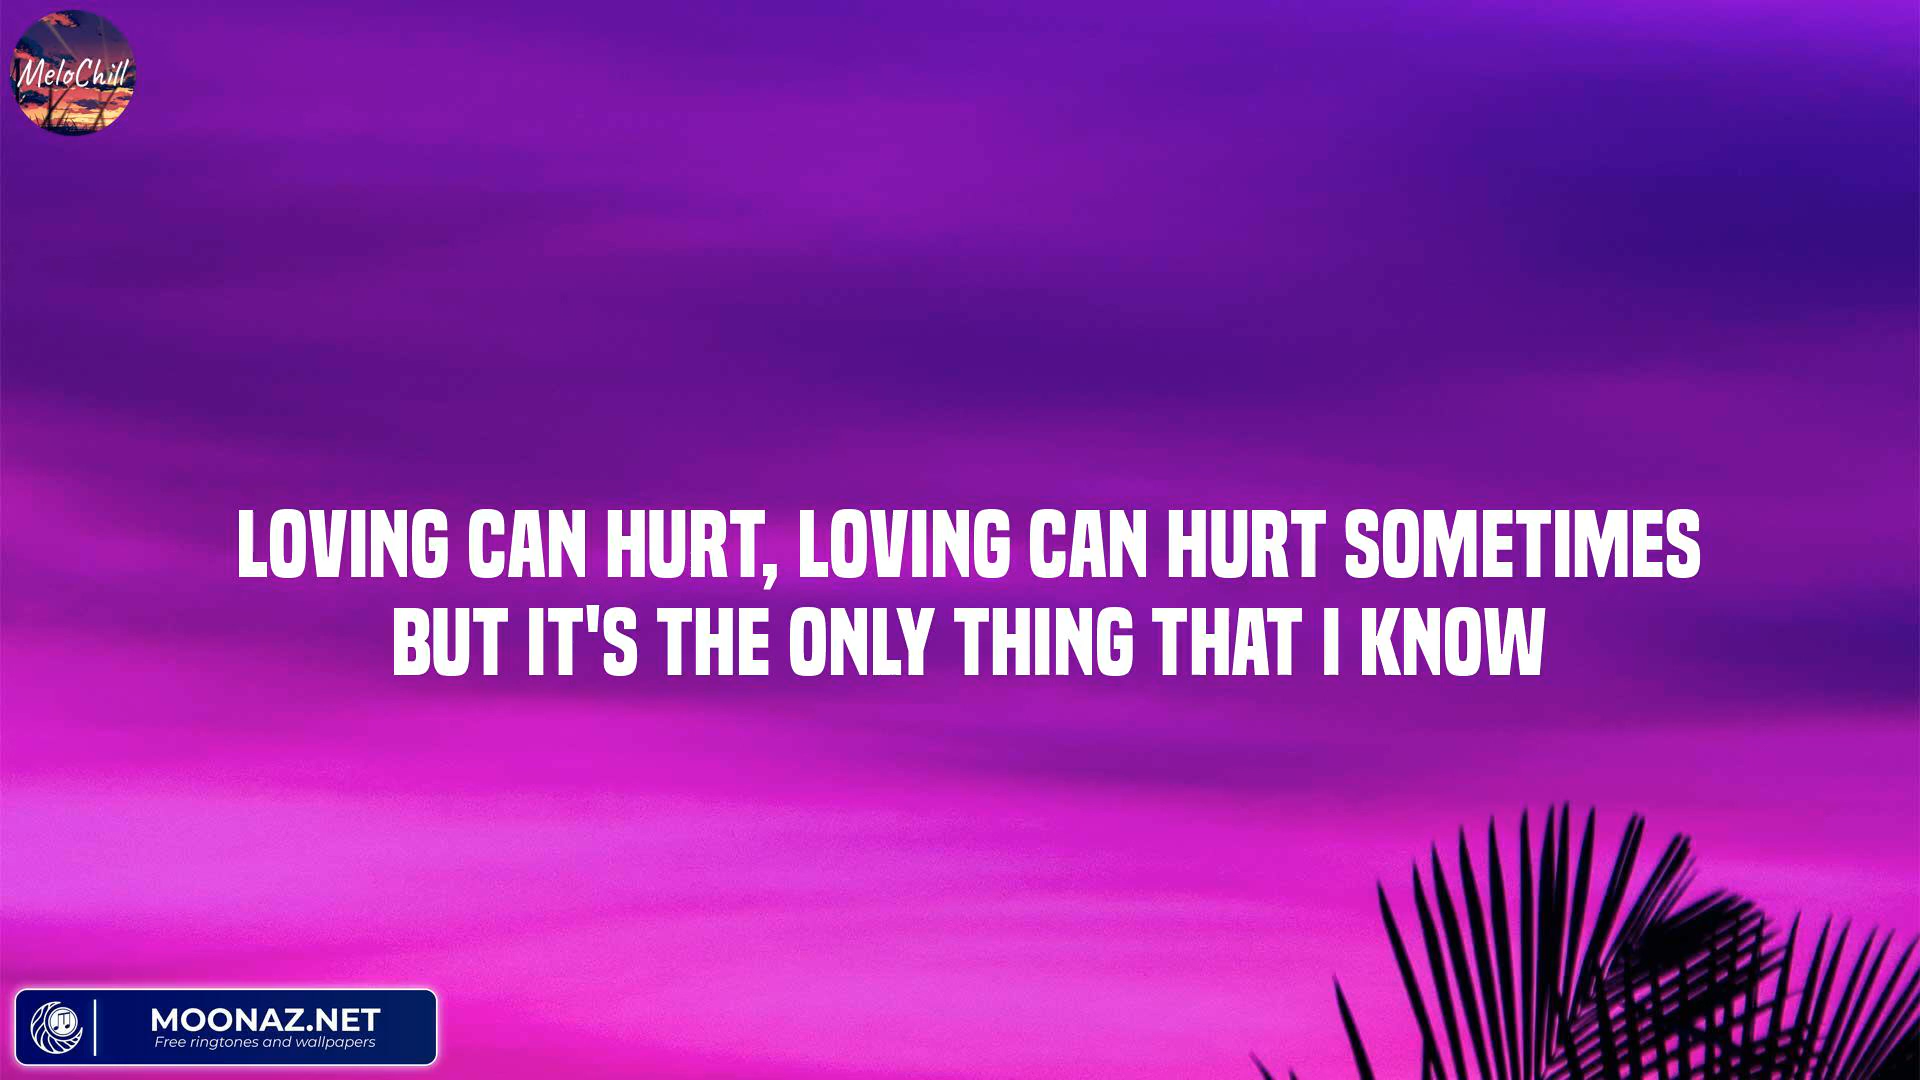 MeloChill
LOVING CAN HURT, LOVING CAN HURT SOMETIMES
BUT IT'S THE ONLY THING THAT I KNOW
MOONAZ.NET
Free ringtones and wallpapers